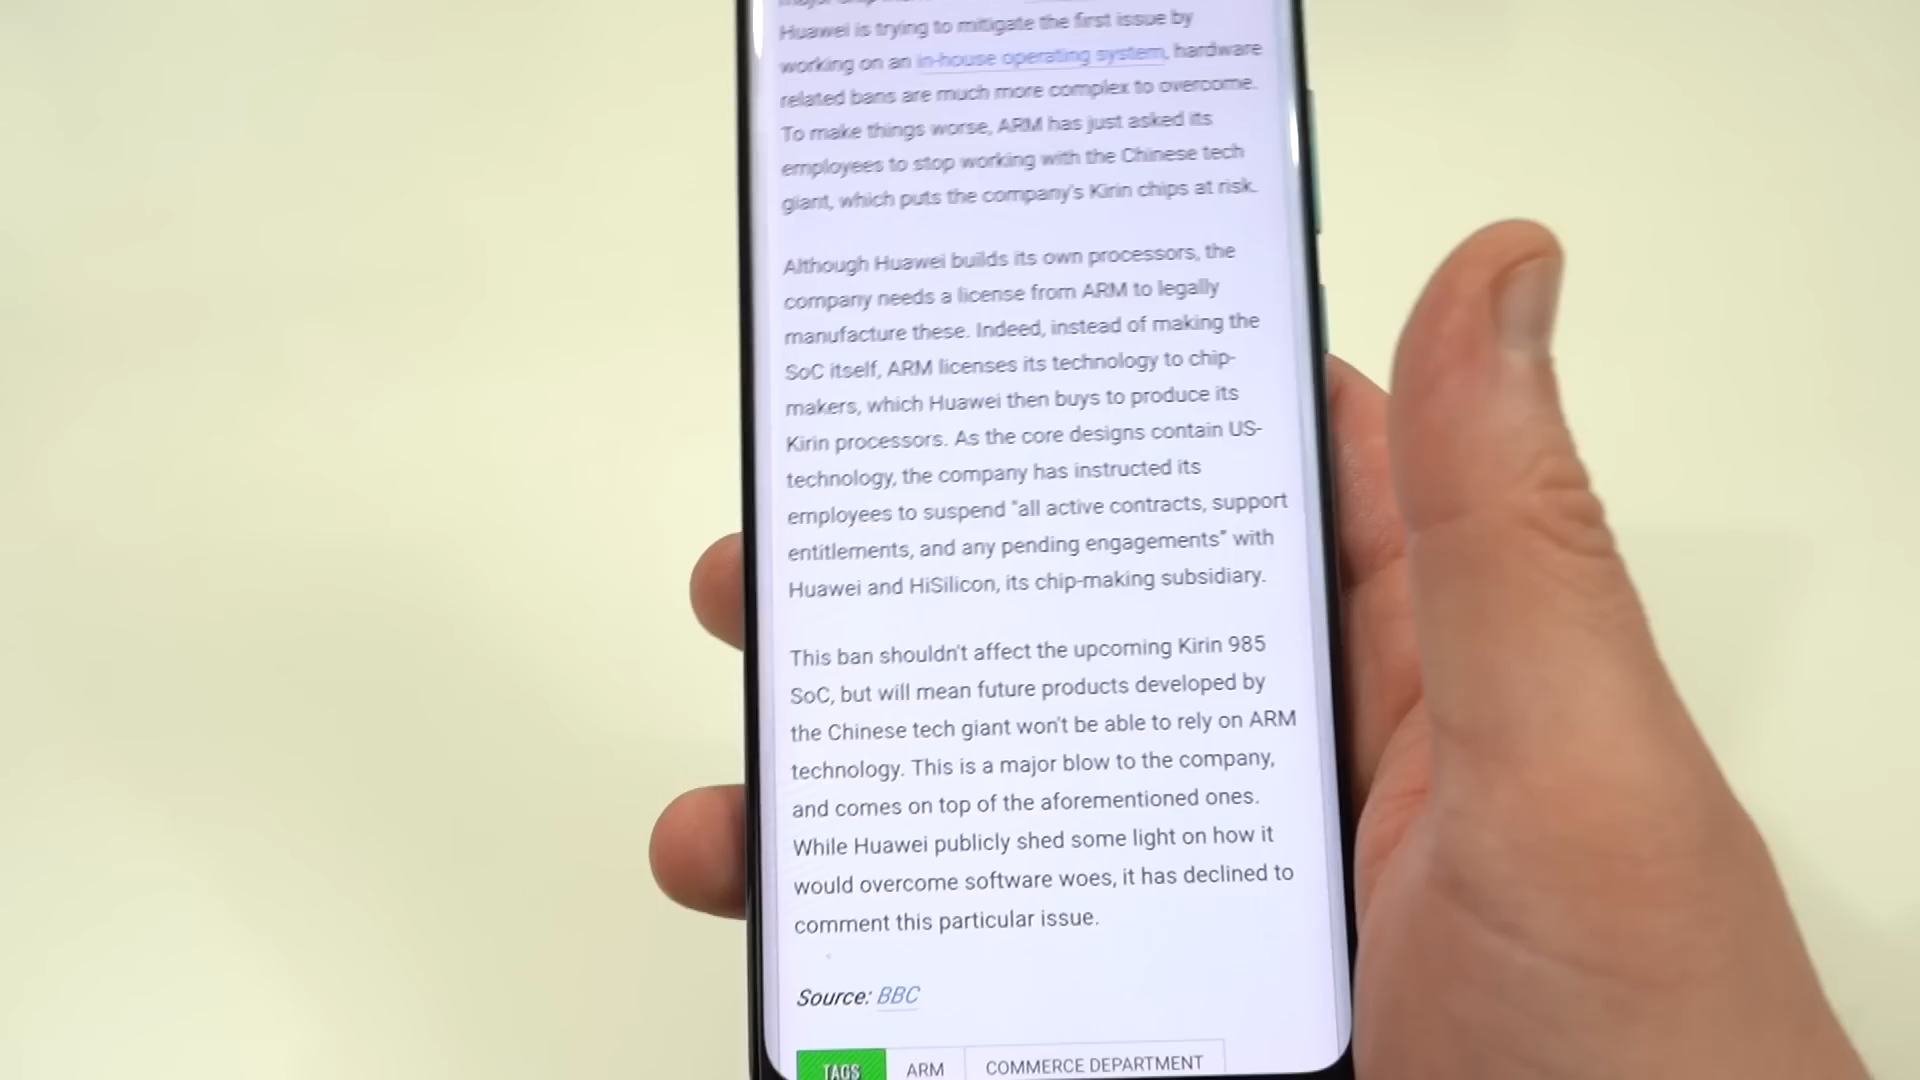 Huawei is trying to mitigate the first issue by
working on an in-house operating system, hardware
related bans are much more complex to overcome.
To make things worse, ARM has just asked its
employees to stop working with the Chinese tech
giant, which puts the company's Kirin chips at risk.
Although Huawei builds its own processors, the
company needs a license from ARM to legally
manufacture these. Indeed, instead of making the
SoC itself, ARM licenses its technology to chip-
makers, which Huawei then buys to produce its
Kirin processors. As the core designs contain US-
technology, the company has instructed its
employees to suspend "all active contracts, support
entitlements, and any pending engagements" with
Huawei and HiSilicon, its chip-making subsidiary.
This ban shouldn't affect the upcoming Kirin 985
SoC, but will mean future products developed by
the Chinese tech giant won't be able to rely on ARM
technology. This is a major blow to the company,
and comes on top of the aforementioned ones.
While Huawei publicly shed some light on how it
would overcome software woes, it has declined to
comment this particular issue.
Source: BBC
TAGS ARM COMMERCE DEPARTMENT